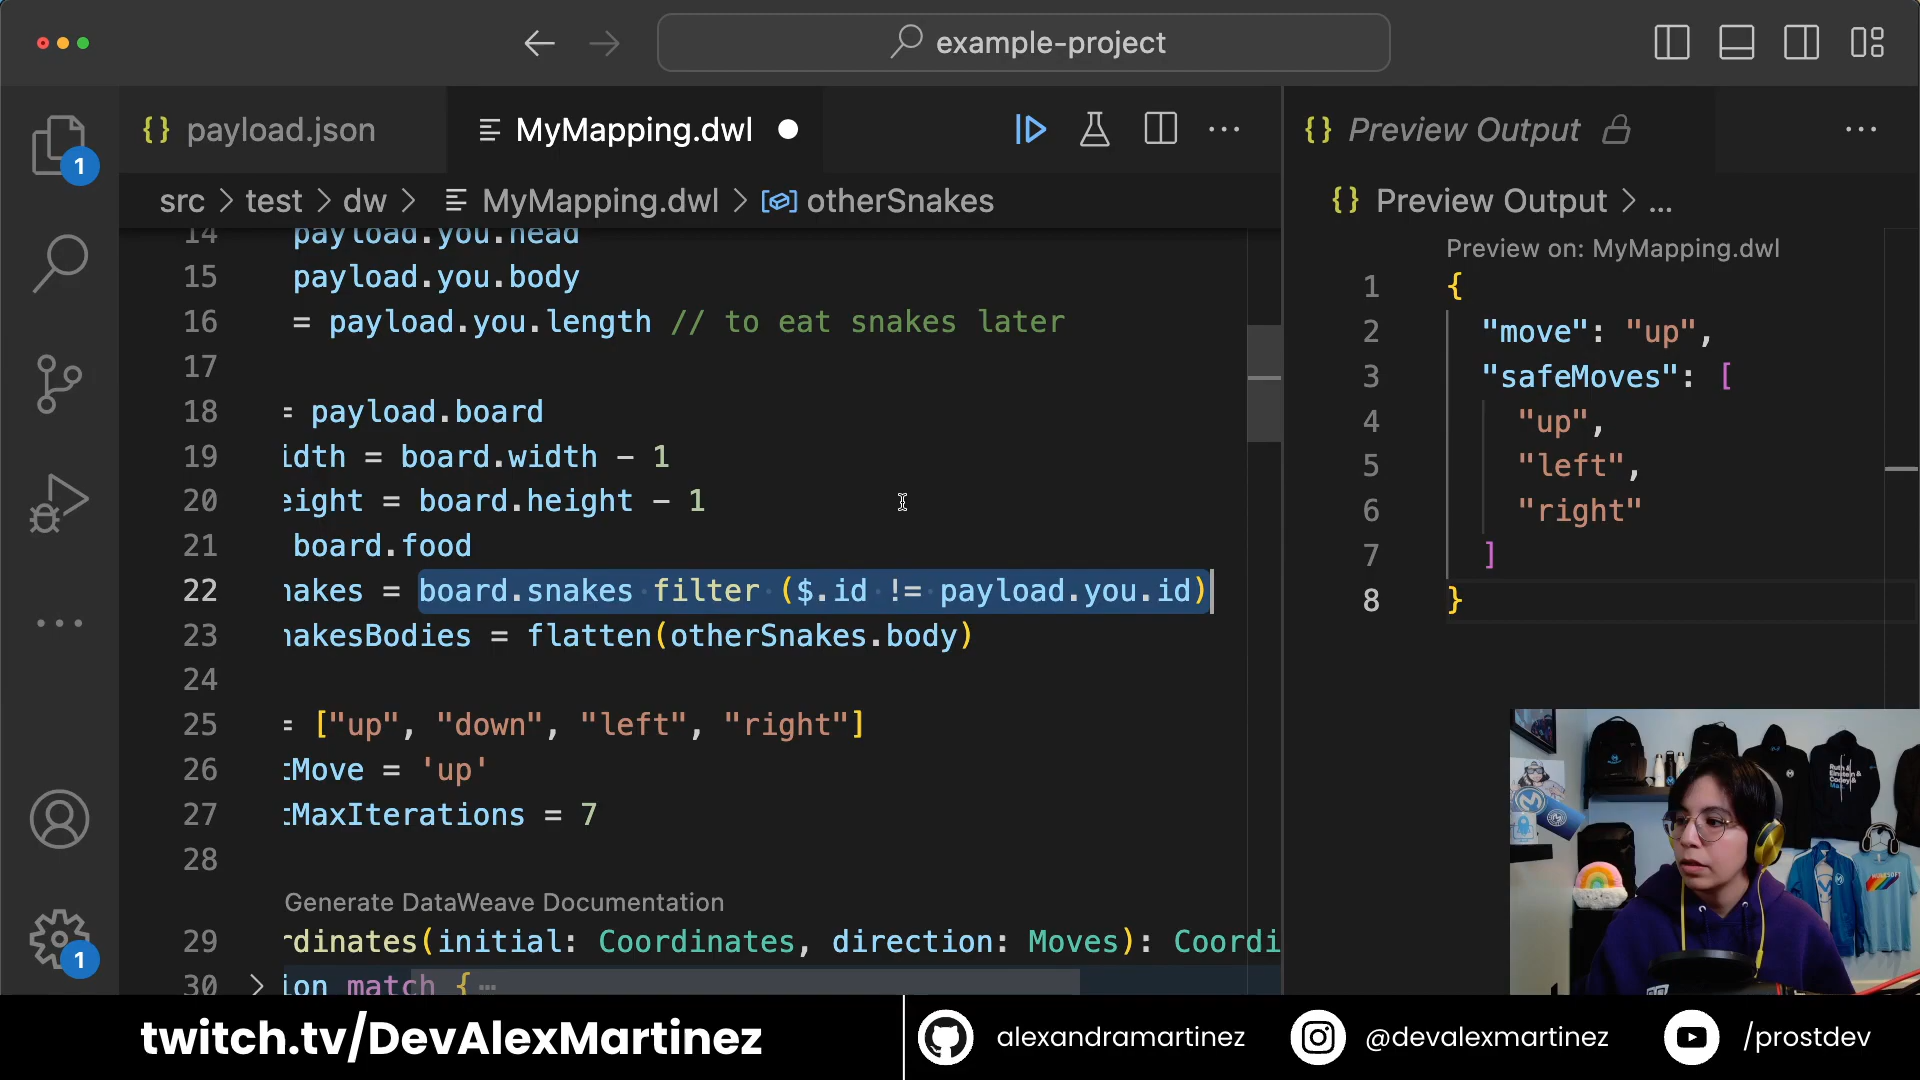 example-project
payload.json
MyMapping.dwl
Preview Output
1
src > test > dw > MyMapping.dwl > otherSnakes
Preview Output > ...
Preview on: MyMapping.dwl
14 payload.you.head
15 payload.you.body
16 = payload.you.length // to eat snakes later
17
18 = payload.board
19 idth = board.width - 1
20 eight = board.height - 1
21 board.food
22 nakes = board.snakes filter ($.id != payload.you.id)
23 nakesBodies = flatten(otherSnakes.body)
24
25 = ["up", "down", "left", "right"]
26 tMove = 'up'
27 tMaxIterations = 7
28
Generate DataWeave Documentation
29 rdinates(initial: Coordinates, direction: Moves): Coordi
30 ion match {
1
1 {
2 "move": "up",
3 "safeMoves": [
4 "up",
5 "left",
6 "right"
7 ]
8 }
twitch.tv/DevAlexMartinez
alexandramartinez
@devalexmartinez
/prostdev